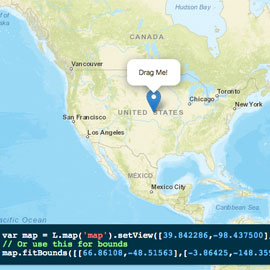 Hudson Bay
CANADA
Vancouver
Drag Me!
Toronto
Chicago
New York
UNITED STATES
San Francisco
Los Angeles
MÉXICO
Mexico City
Caribbean Sea
Pacific Ocean
var map = L.map('map').setView([39.842286,-98.437500]
// Or use this for bounds
map.fitBounds([[66.86108,-48.51563],[-3.86425,-148.35